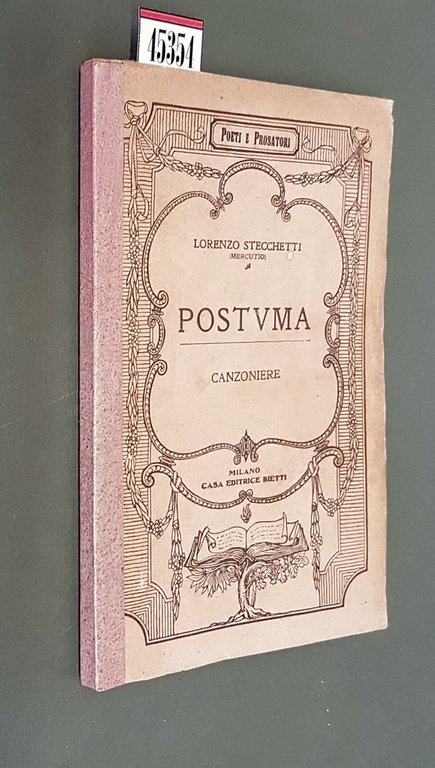 45354
POETI E PROSATORI
LORENZO STECCHETTI
(MERCUTIO)
POSTVMA
CANZONIERE
MILANO
CASA EDITRICE BIETTI